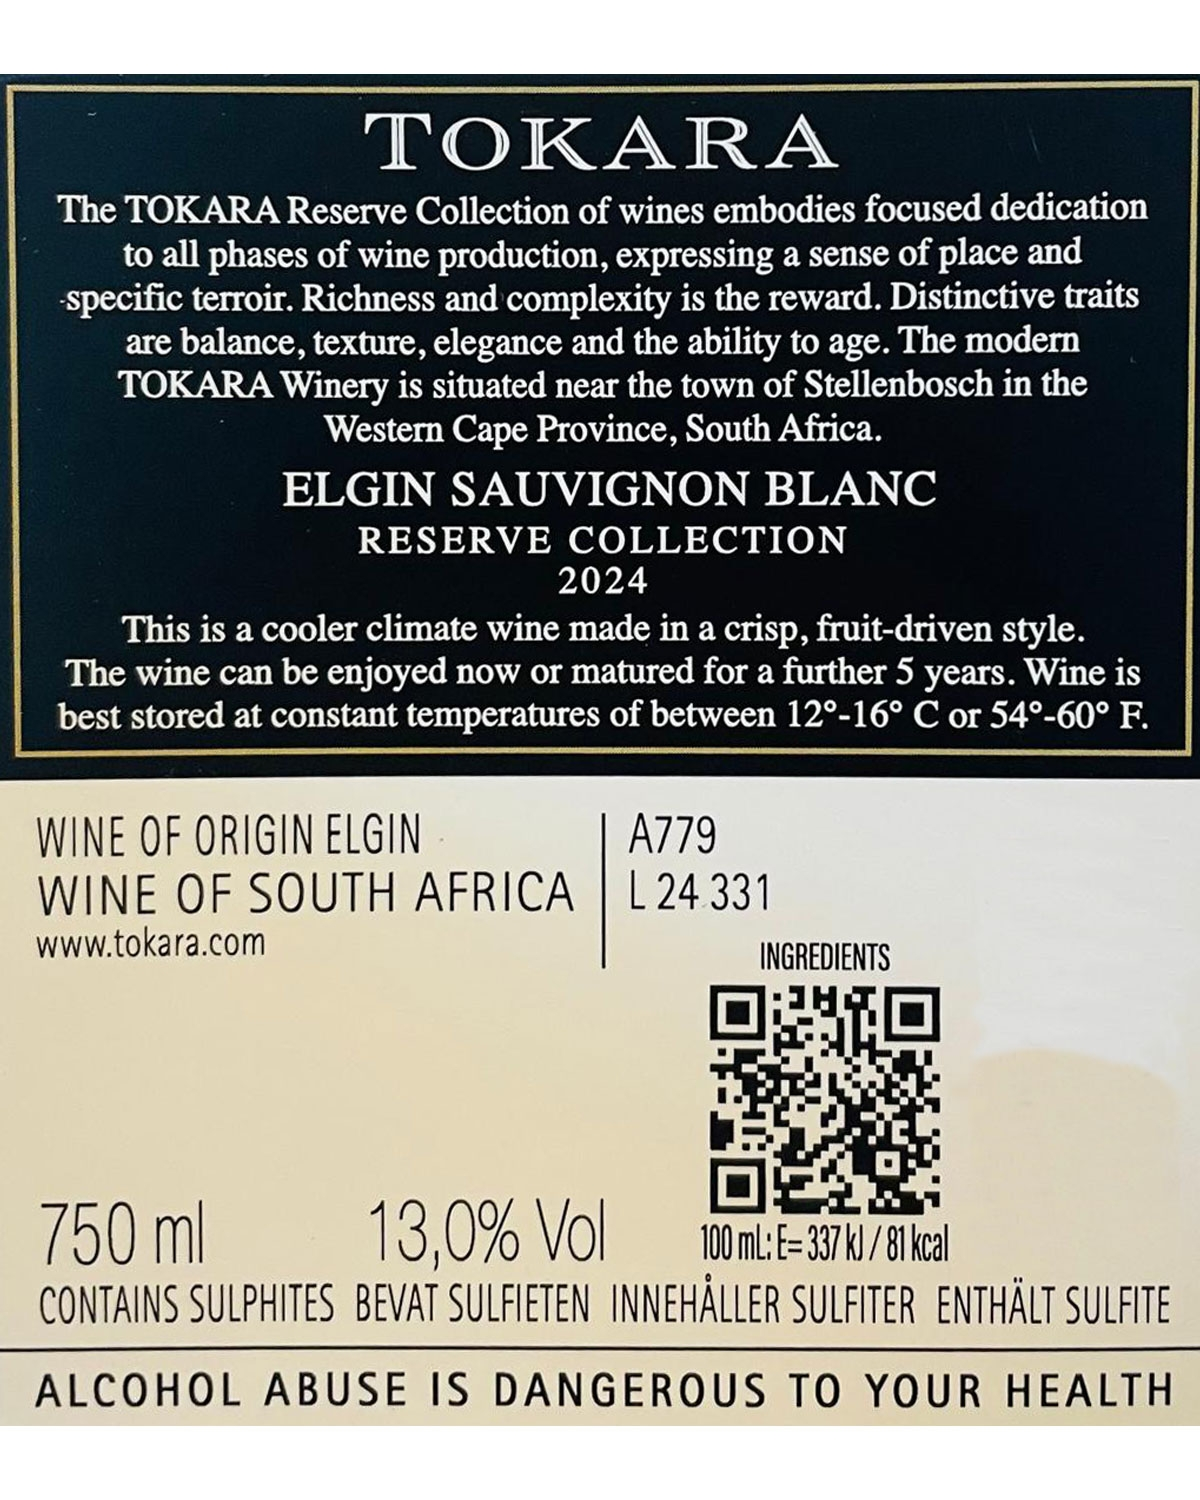 TOKARA
The TOKARA Reserve Collection of wines embodies focused dedication
to all phases of wine production, expressing a sense of place and
specific terroir. Richness and complexity is the reward. Distinctive traits
are balance, texture, elegance and the ability to age. The modern
TOKARA Winery is situated near the town of Stellenbosch in the
Western Cape Province, South Africa.
ELGIN SAUVIGNON BLANC
RESERVE COLLECTION
2024
This is a cooler climate wine made in a crisp, fruit-driven style.
The wine can be enjoyed now or matured for a further 5 years. Wine is
best stored at constant temperatures of between 12°-16° C or 54°-60° F.
WINE OF ORIGIN ELGIN
WINE OF SOUTH AFRICA
www.tokara.com
A779
L 24 331
INGREDIENTS
100 mL: E= 337 kJ / 81 kcal
750 ml 13,0% Vol
CONTAINS SULPHITES BEVAT SULFIETEN INNEHÅLLER SULFITER ENTHÄLT SULFITE
ALCOHOL ABUSE IS DANGEROUS TO YOUR HEALTH